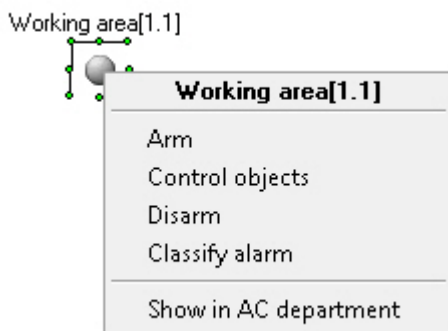 Working area[1.1]
Working area[1.1]
Arm
Control objects
Disarm
Classify alarm
Show in AC department